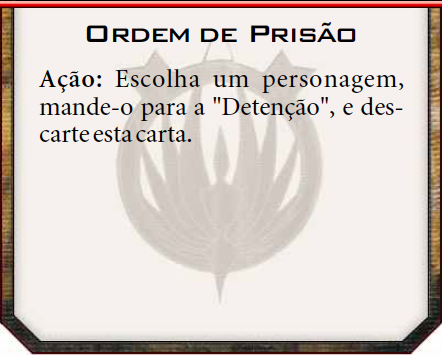 Ordem de Prisão
Ação: Escolha um personagem,
mande-o para a "Detenção", e des-
carte esta carta.